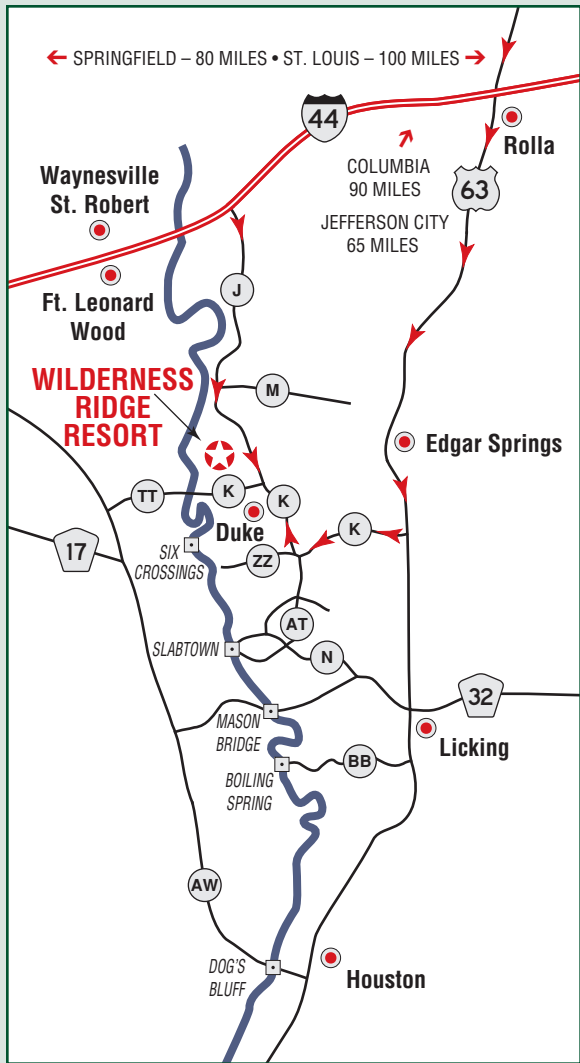 ← SPRINGFIELD – 80 MILES • ST. LOUIS – 100 MILES →
44
Rolla
COLUMBIA
90 MILES
63
JEFFERSON CITY
65 MILES
Waynesville
St. Robert
Ft. Leonard
Wood
J
WILDERNESS
RIDGE
RESORT
M
Edgar Springs
TT
K
K
Duke
K
17
SIX
CROSSINGS
ZZ
AT
SLABTOWN
N
32
MASON
BRIDGE
Licking
BOILING
SPRING
BB
AW
DOG'S
BLUFF
Houston